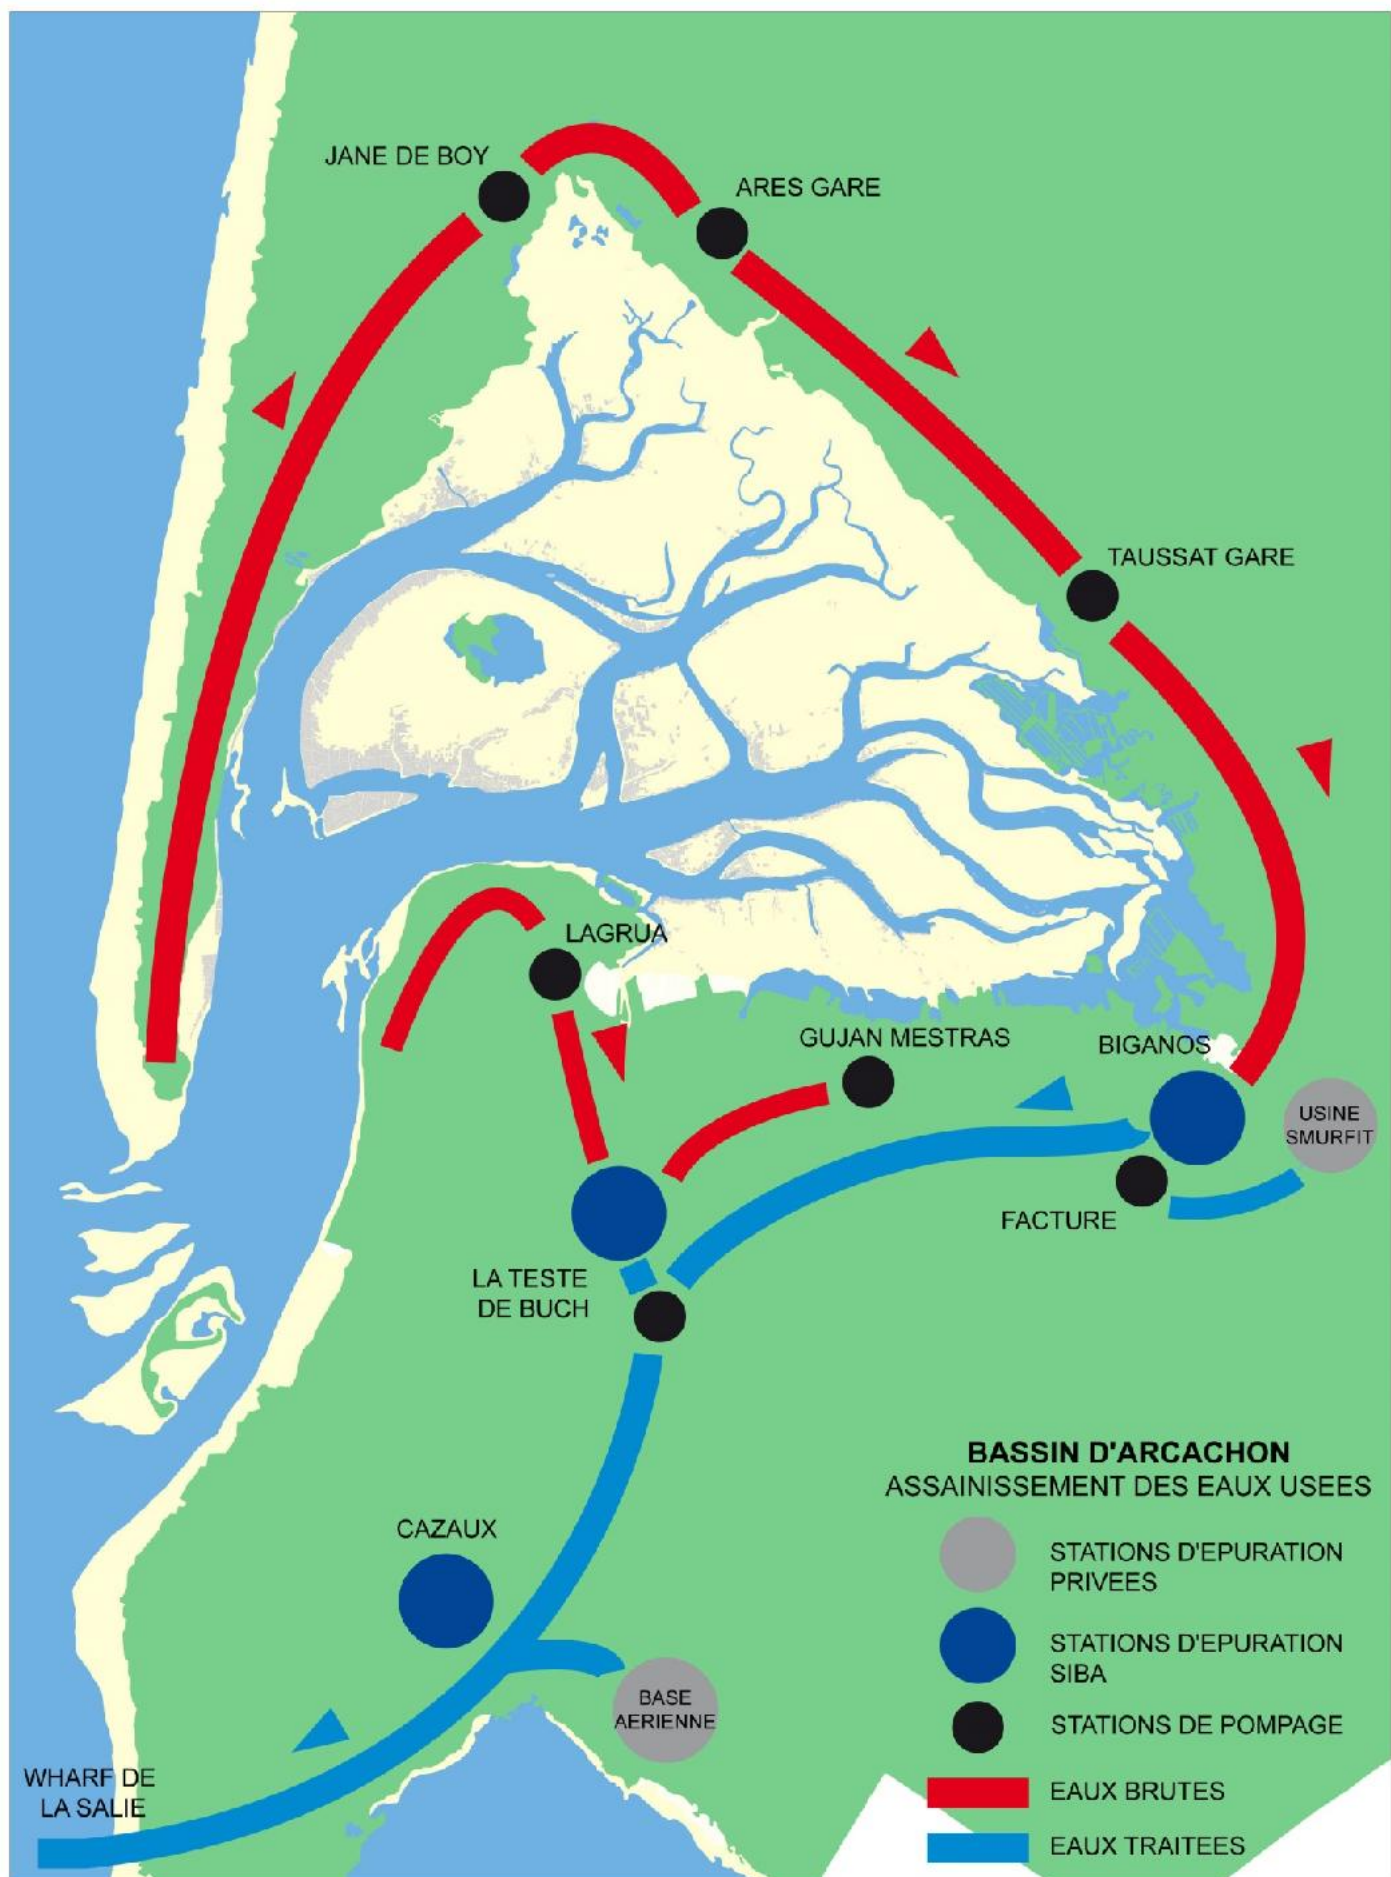 JANE DE BOY
ARES GARE
TAUSSAT GARE
LAGRUA
GUJAN MESTRAS
BIGANOS
USINE
SMURFIT
FACTURE
LA TESTE
DE BUCH
CAZAUX
BASE
AERIENNE
WHARF DE
LA SALIE
BASSIN D'ARCACHON
ASSAINISSEMENT DES EAUX USEES
STATIONS D'EPURATION
PRIVEES
STATIONS D'EPURATION
SIBA
STATIONS DE POMPAGE
EAUX BRUTES
EAUX TRAITEES